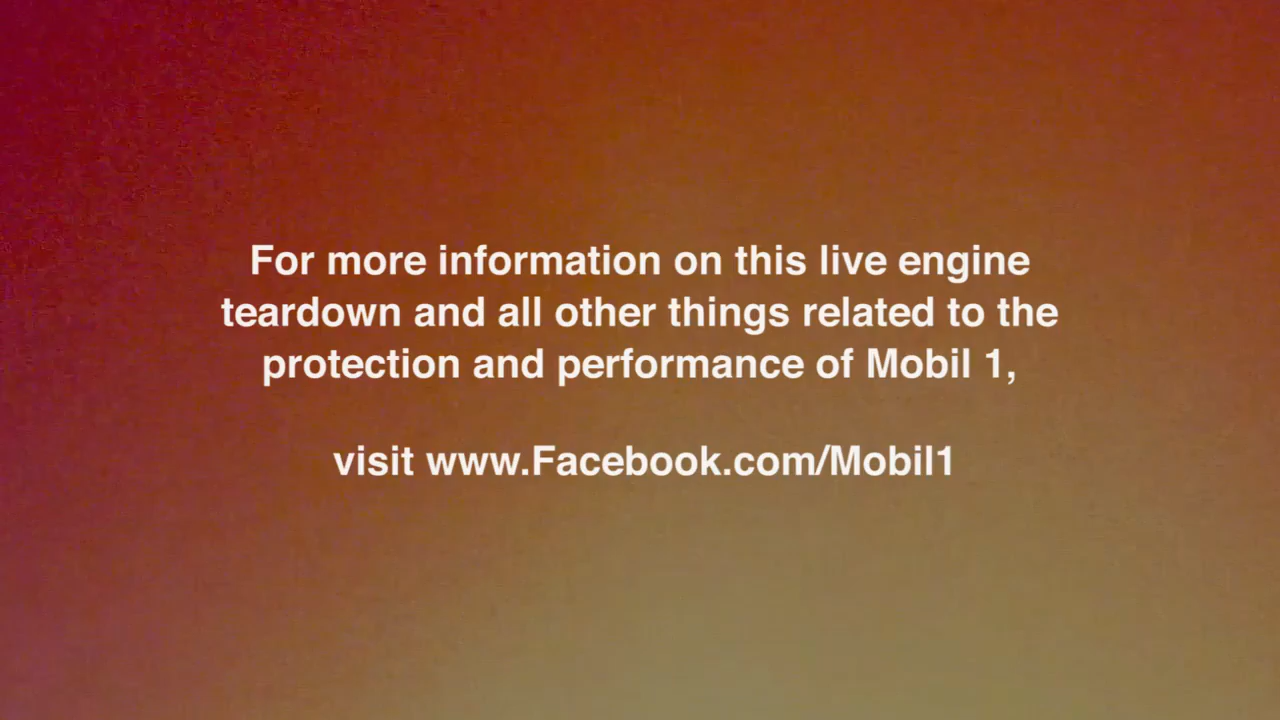 For more information on this live engine
teardown and all other things related to the
protection and performance of Mobil 1,
visit www.Facebook.com/Mobil1